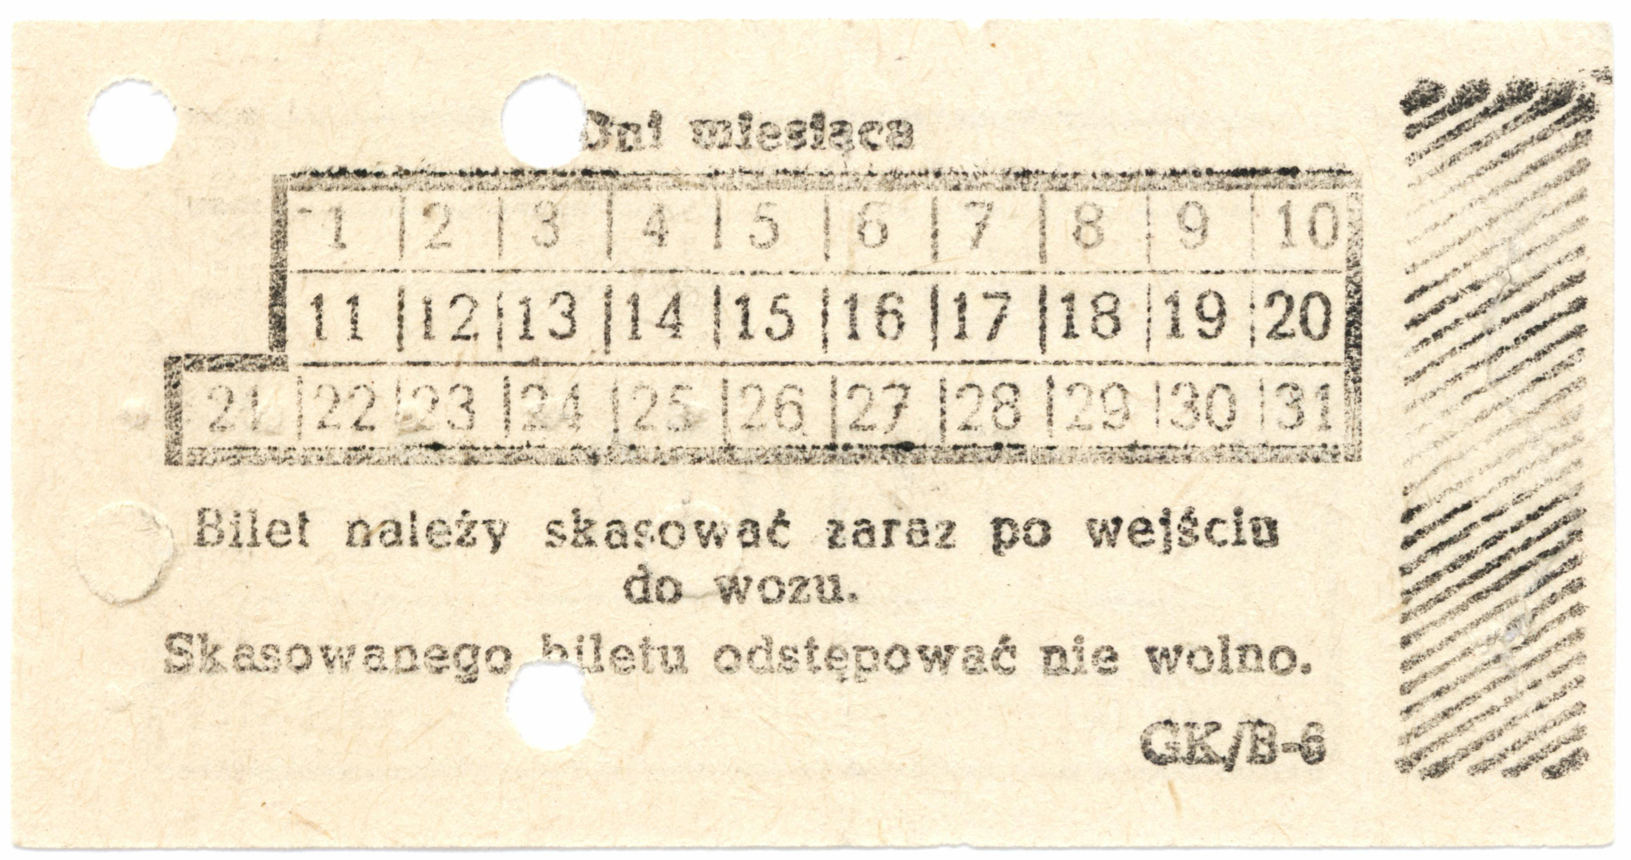 Dni miesiąca
1 2 3 4 5 6 7 8 9 10
11 12 13 14 15 16 17 18 19 20
21 22 23 24 25 26 27 28 29 30 31
Bilet należy skasować zaraz po wejściu
do wozu.
Skasowanego biletu odstępować nie wolno.
GK/B-6